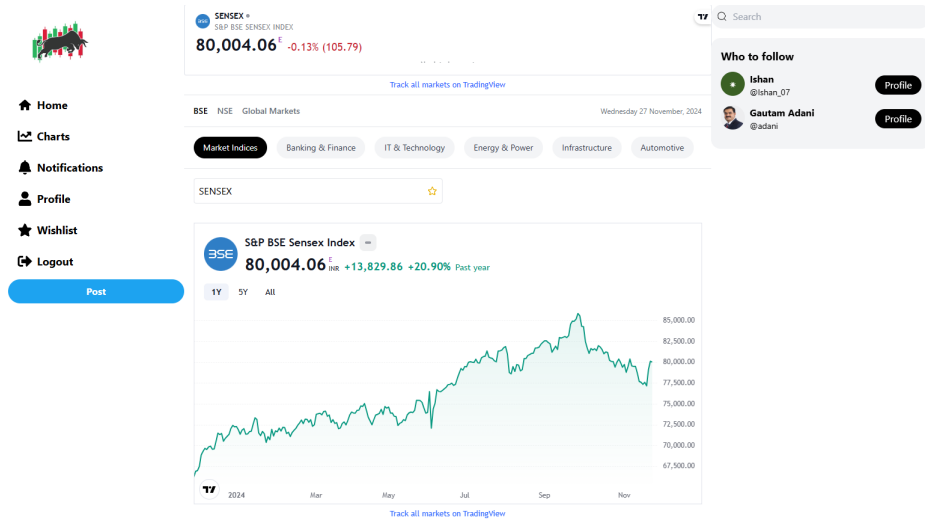 Home
Charts
Notifications
Profile
Wishlist
Logout
Post
BSE SENSEX
S&P BSE SENSEX INDEX
80,004.06 E -0.13% (105.79)
Track all markets on TradingView
BSE NSE Global Markets
Wednesday 27 November, 2024
Market Indices Banking & Finance IT & Technology Energy & Power Infrastructure Automotive
SENSEX
BSE S&P BSE Sensex Index
80,004.06 E INR +13,829.86 +20.90% Past year
1Y 5Y All
85,000.00
82,500.00
80,000.00
77,500.00
75,000.00
72,500.00
70,000.00
67,500.00
2024 Mar May Jul Sep Nov
Track all markets on TradingView
Search
Who to follow
Ishan
@Ishan_07
Profile
Gautam Adani
@adani
Profile